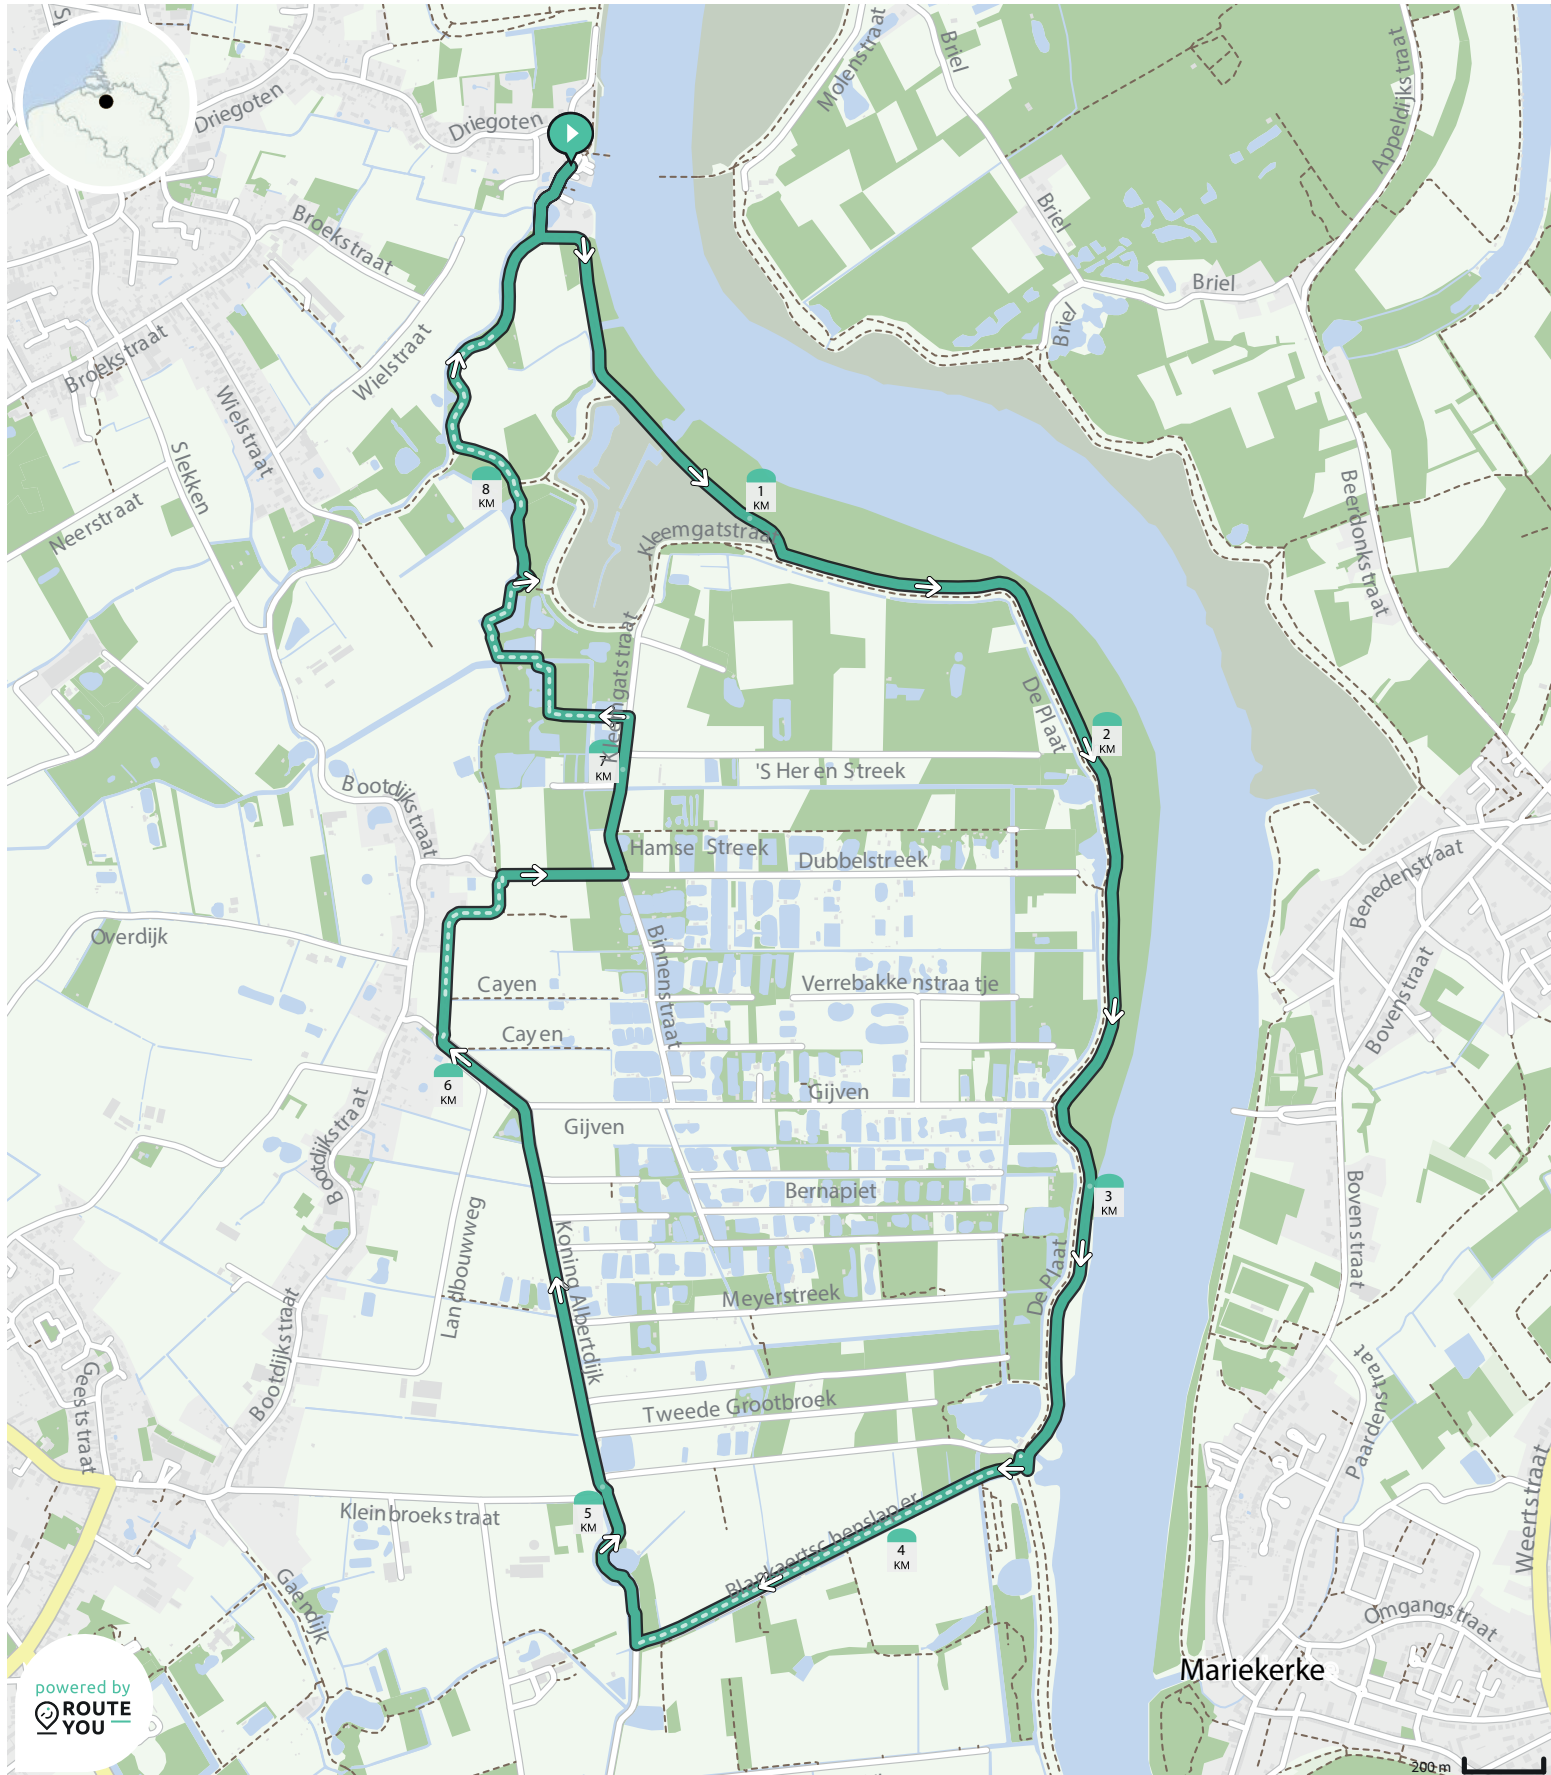 Molenstraat
Briel
Appeldijkstraat
Driegoten
Driegoten
Broekstraat
Briel
Briel
Briel
Wielstraat
Broekstraat
Wielstraat
Slekken
Neerstraat
8
KM
1
KM
Kleemgatstraat
Beerdonkstraat
Kleemgatstraat
De Plaat
2
KM
7
KM
'S Heren Streek
Bootdijkstraat
Hamse Streek
Dubbelstreek
Benedenstraat
Overdijk
Binnenstraat
Cayen
Verrebakkenstraatje
Bovenstraat
Cayen
6
KM
Gijven
Gijven
Bootdijkstraat
Bernapiet
3
KM
Bovenstraat
Landbouwweg
Koning Albertdijk
De Plaat
Meyerstreek
Bootdijkstraat
Geeststraat
Tweede Grootbroek
Paardenstraat
Weertstraat
5
KM
Kleinbroekstraat
Blankaertschenslaper
4
KM
Gaendijk
Omgangstraat
Mariekerke
powered by
ROUTE
YOU
200 m